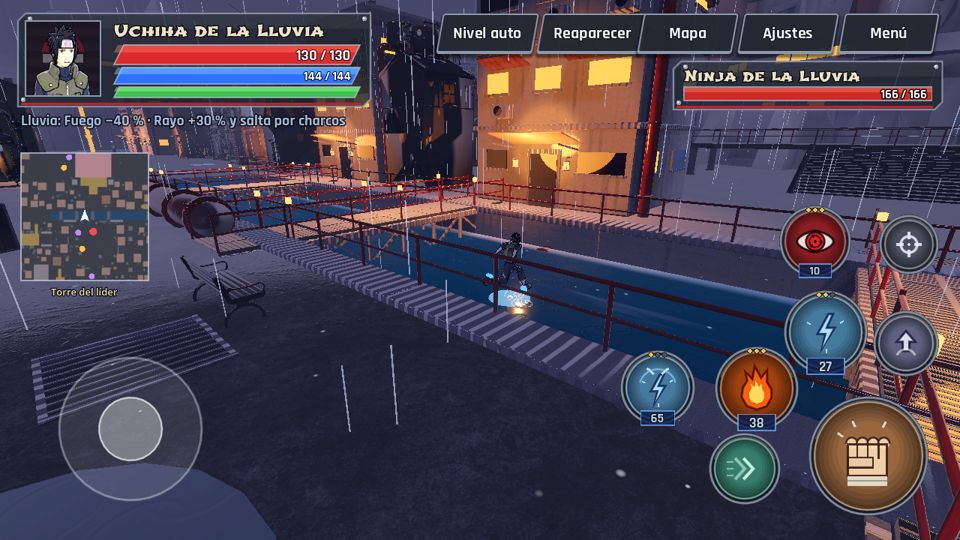 Uchiha de la Lluvia
130 / 130
144 / 144
Lluvia: Fuego −40 % · Rayo +30 % y salta por charcos
Torre del líder
Nivel auto
Reaparecer
Mapa
Ajustes
Menú
Ninja de la Lluvia
166 / 166
10
27
65
38